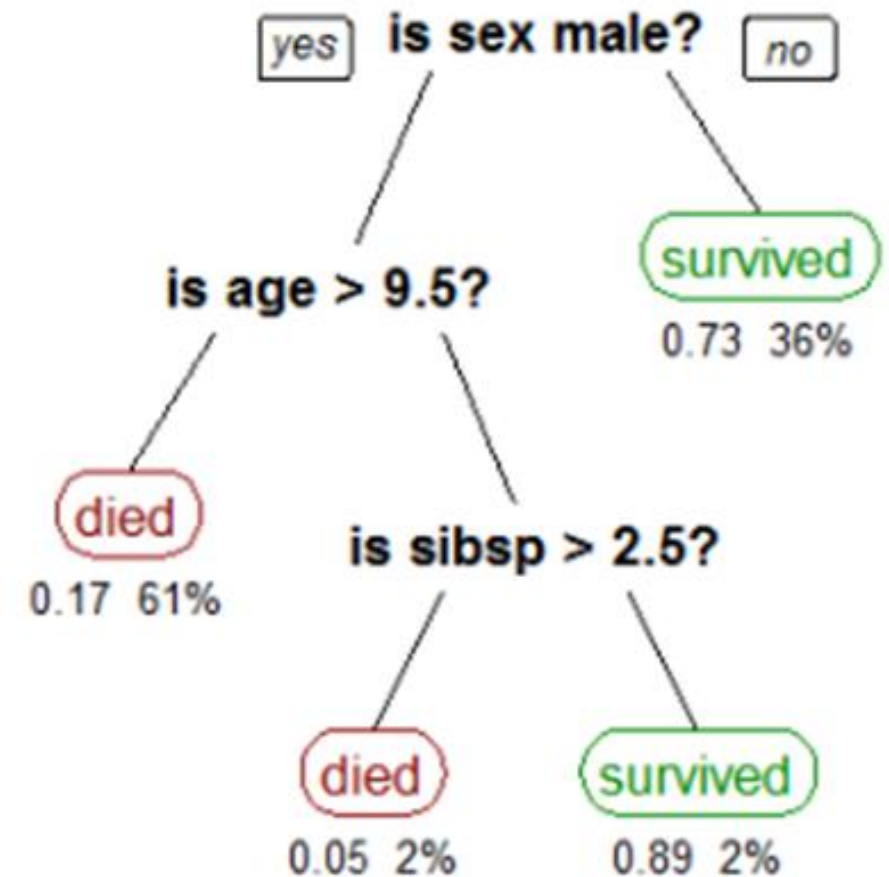 yes is sex male? no
survived
0.73 36%
is age > 9.5?
died
0.17 61%
is sibsp > 2.5?
died survived
0.05 2% 0.89 2%